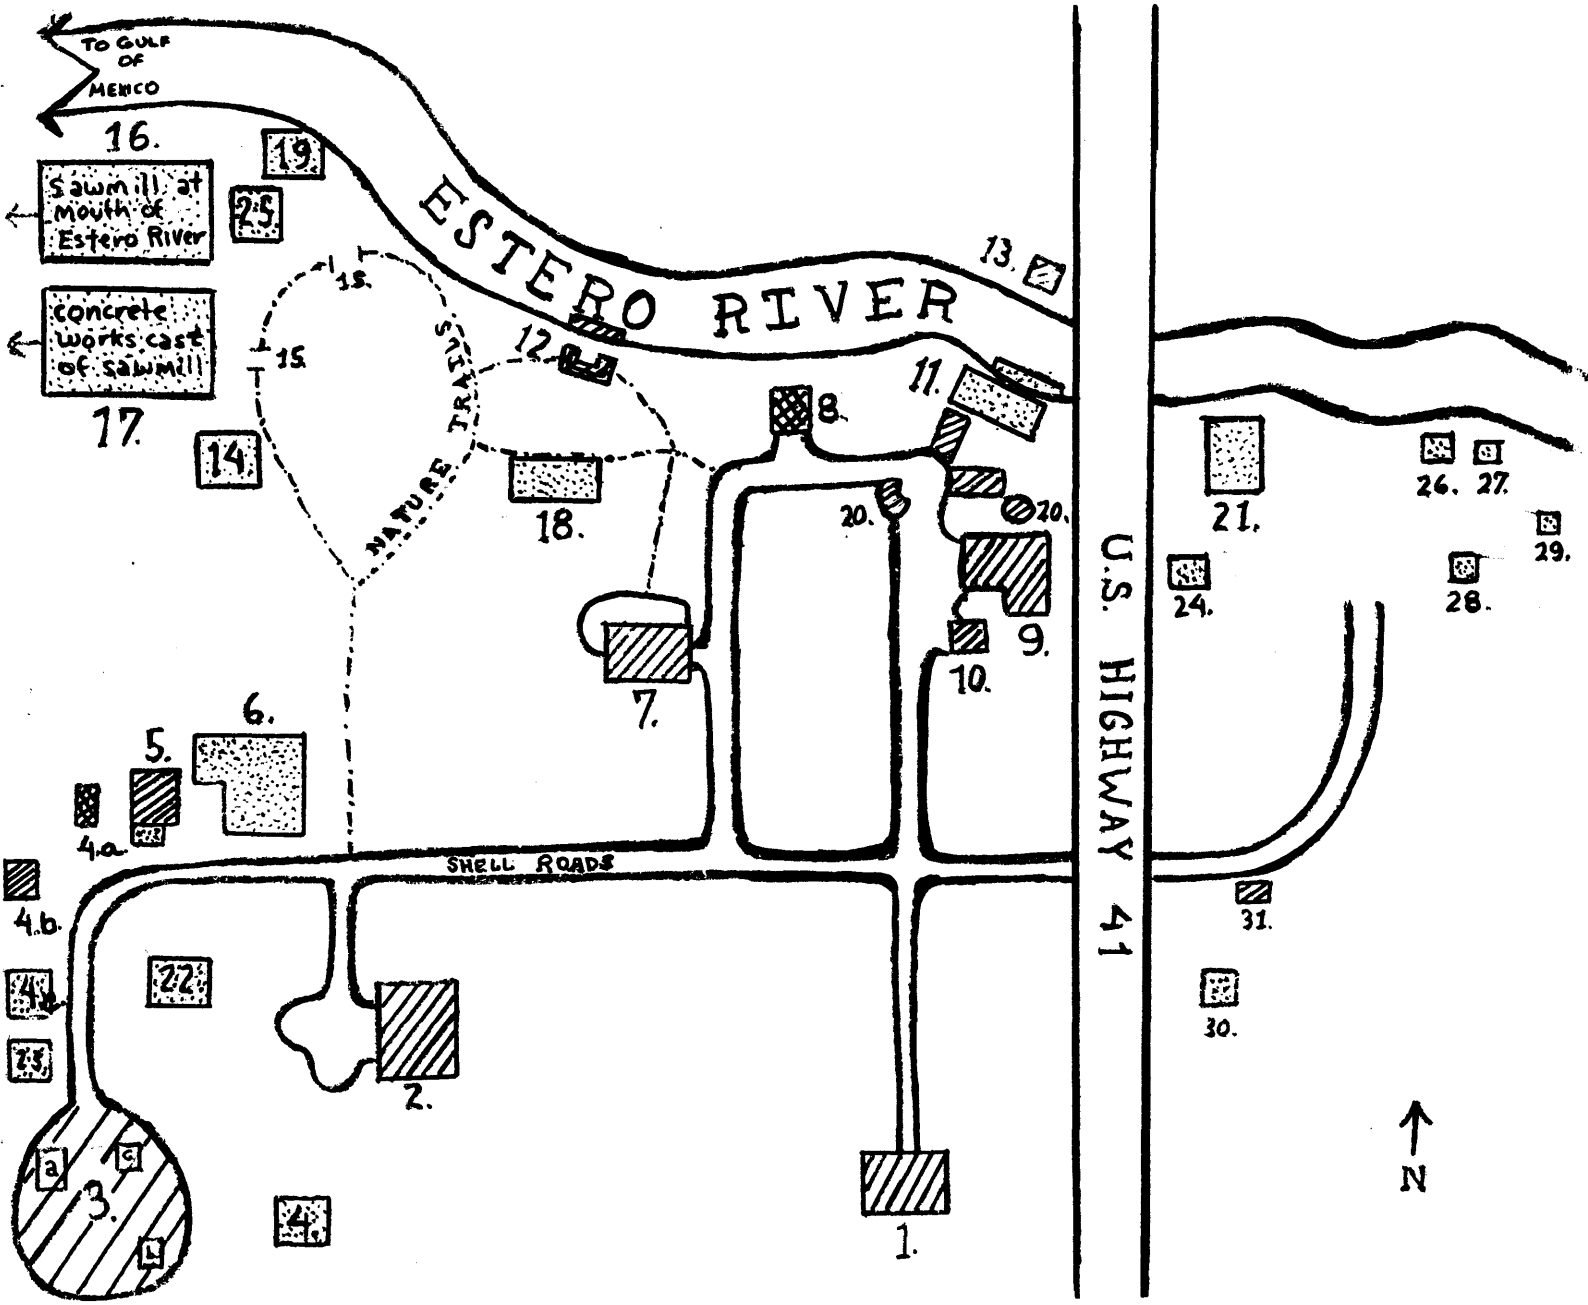 TO GULF
OF
MEXICO
16.
19
sawmill at
mouth of
Estero River
25
ESTERO RIVER
13.
15.
concrete
works east
of sawmill
15.
17.
12.
11.
8.
14
NATURE TRAILS
18.
20.
20.
21.
26.
27.
29.
24.
28.
9.
10.
7.
U.S. HIGHWAY 41
6.
5.
4.a.
SHELL ROADS
4.b.
31.
22
30.
23
2.
a
c
3.
b
4.
1.
N